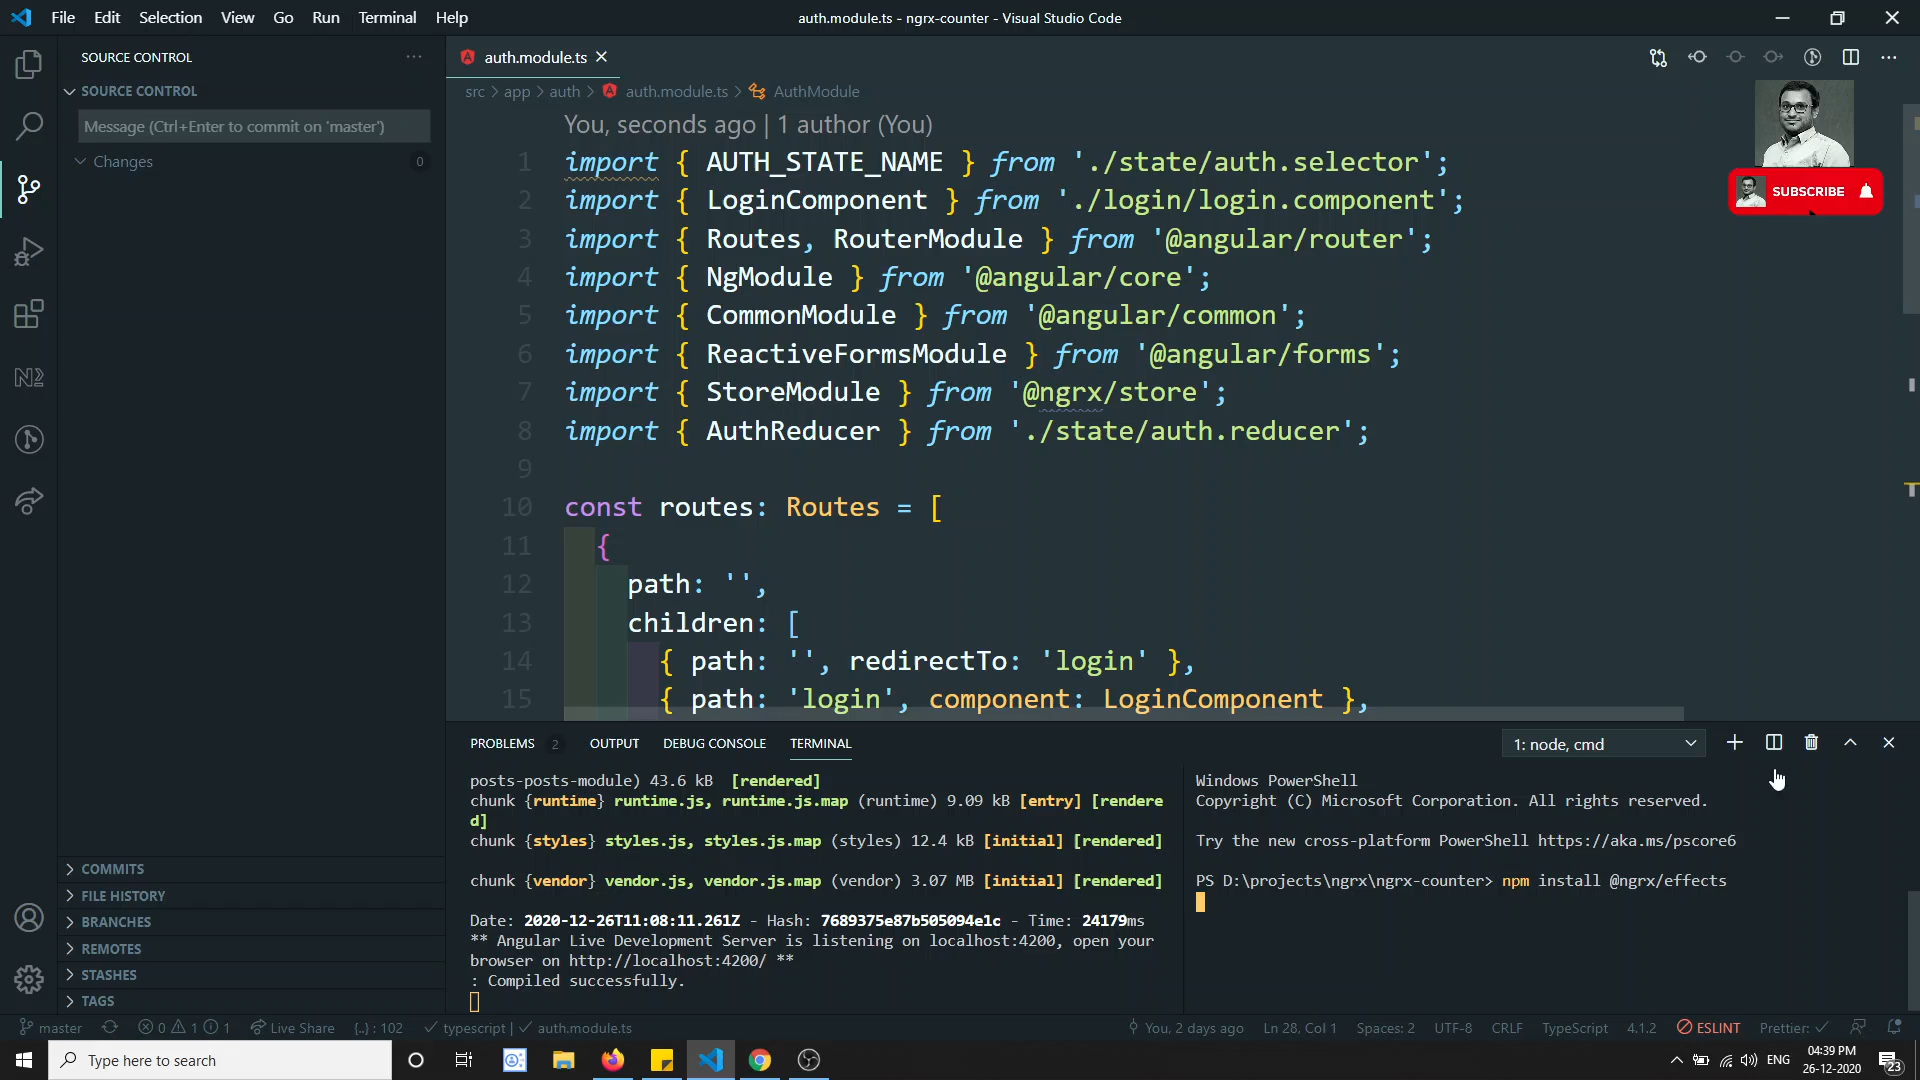 File Edit Selection View Go Run Terminal Help
auth.module.ts - ngrx-counter - Visual Studio Code
SOURCE CONTROL
SOURCE CONTROL
Message (Ctrl+Enter to commit on 'master')
Changes 0
auth.module.ts
src > app > auth > auth.module.ts > AuthModule
You, seconds ago | 1 author (You)
1 import { AUTH_STATE_NAME } from './state/auth.selector';
2 import { LoginComponent } from './login/login.component';
3 import { Routes, RouterModule } from '@angular/router';
4 import { NgModule } from '@angular/core';
5 import { CommonModule } from '@angular/common';
6 import { ReactiveFormsModule } from '@angular/forms';
7 import { StoreModule } from '@ngrx/store';
8 import { AuthReducer } from './state/auth.reducer';
9
10 const routes: Routes = [
11 {
12 path: '',
13 children: [
14 { path: '', redirectTo: 'login' },
15 { path: 'login', component: LoginComponent },
SUBSCRIBE
PROBLEMS 2 OUTPUT DEBUG CONSOLE TERMINAL
1: node, cmd
posts-posts-module) 43.6 kB [rendered]
chunk {runtime} runtime.js, runtime.js.map (runtime) 9.09 kB [entry] [rendere
d]
chunk {styles} styles.js, styles.js.map (styles) 12.4 kB [initial] [rendered]
chunk {vendor} vendor.js, vendor.js.map (vendor) 3.07 MB [initial] [rendered]
Date: 2020-12-26T11:08:11.261Z - Hash: 7689375e87b505094e1c - Time: 24179ms
** Angular Live Development Server is listening on localhost:4200, open your
browser on http://localhost:4200/ **
: Compiled successfully.
Windows PowerShell
Copyright (C) Microsoft Corporation. All rights reserved.
Try the new cross-platform PowerShell https://aka.ms/pscore6
PS D:\projects\ngrx\ngrx-counter> npm install @ngrx/effects
COMMITS
FILE HISTORY
BRANCHES
REMOTES
STASHES
TAGS
master 0 1 1 Live Share {..} : 102 typescript | auth.module.ts
You, 2 days ago Ln 28, Col 1 Spaces: 2 UTF-8 CRLF TypeScript 4.1.2 ESLINT Prettier:
Type here to search
ENG
04:39 PM
26-12-2020
23